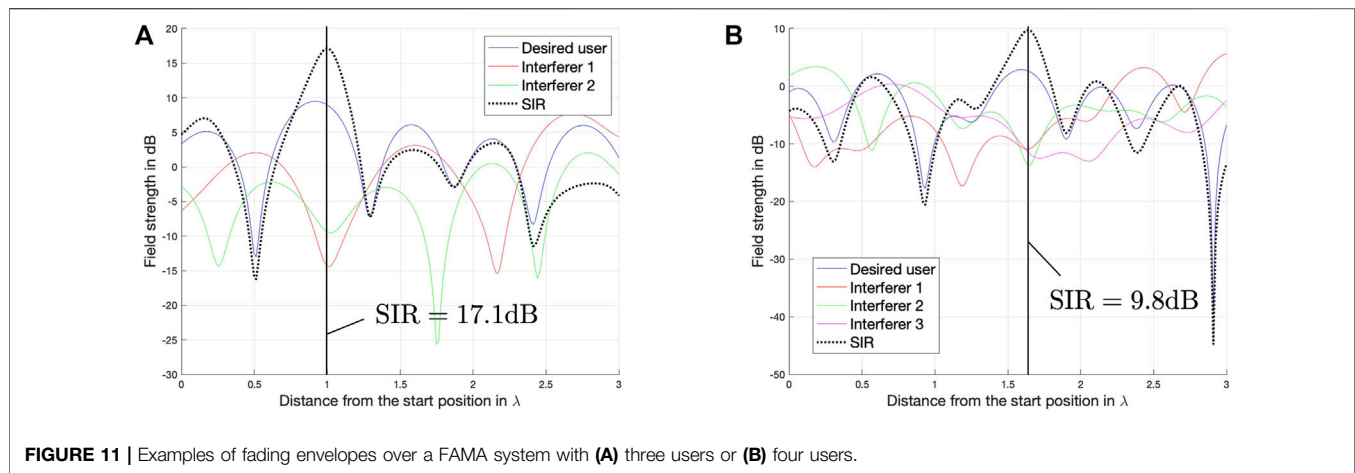 A
Field strength in dB
20
15
10
5
0
-5
-10
-15
-20
-25
-30
0
0.5
1
1.5
2
2.5
3
Distance from the start position in λ
Desired user
Interferer 1
Interferer 2
SIR
SIR = 17.1dB
B
Field strength in dB
10
0
-10
-20
-30
-40
-50
0
0.5
1
1.5
2
2.5
3
Distance from the start position in λ
Desired user
Interferer 1
Interferer 2
Interferer 3
SIR
SIR = 9.8dB
FIGURE 11 | Examples of fading envelopes over a FAMA system with (A) three users or (B) four users.